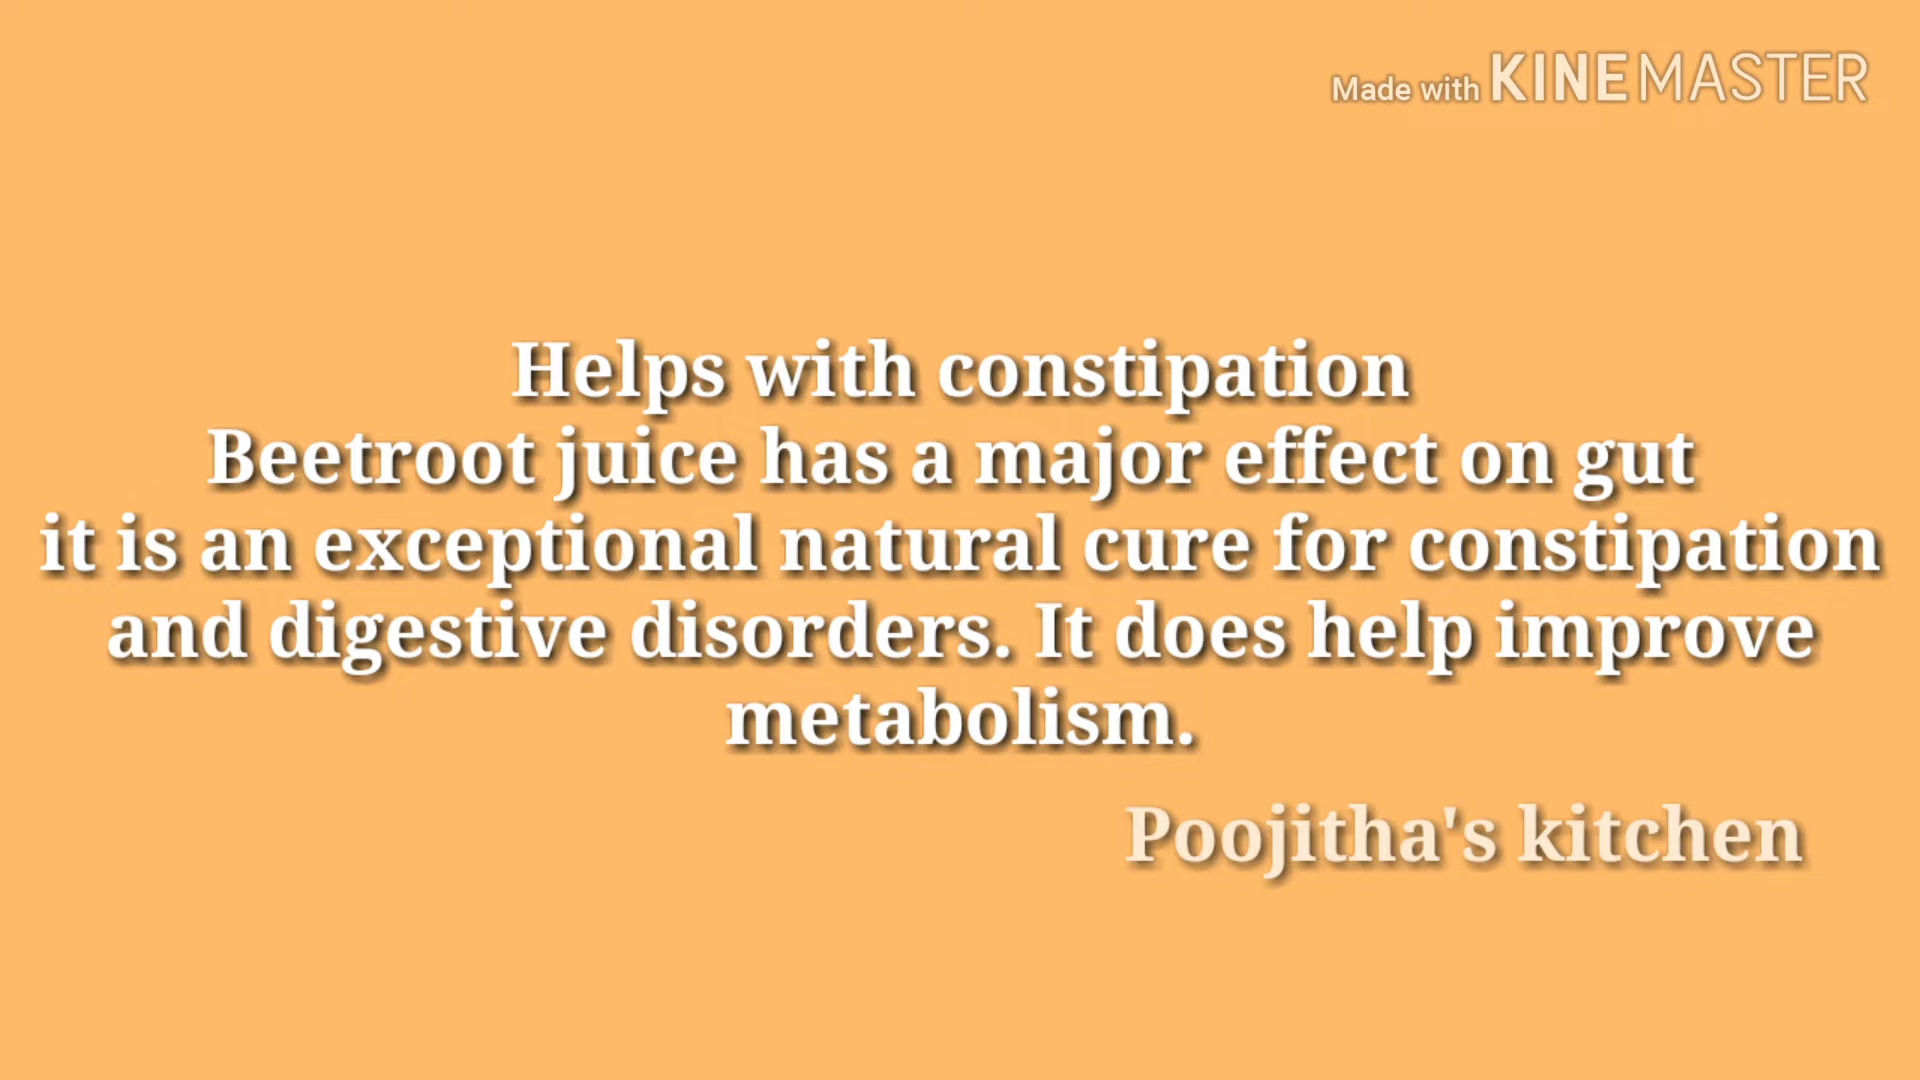 Made with KINEMASTER
Helps with constipation
Beetroot juice has a major effect on gut
it is an exceptional natural cure for constipation
and digestive disorders. It does help improve
metabolism.
Poojitha's kitchen